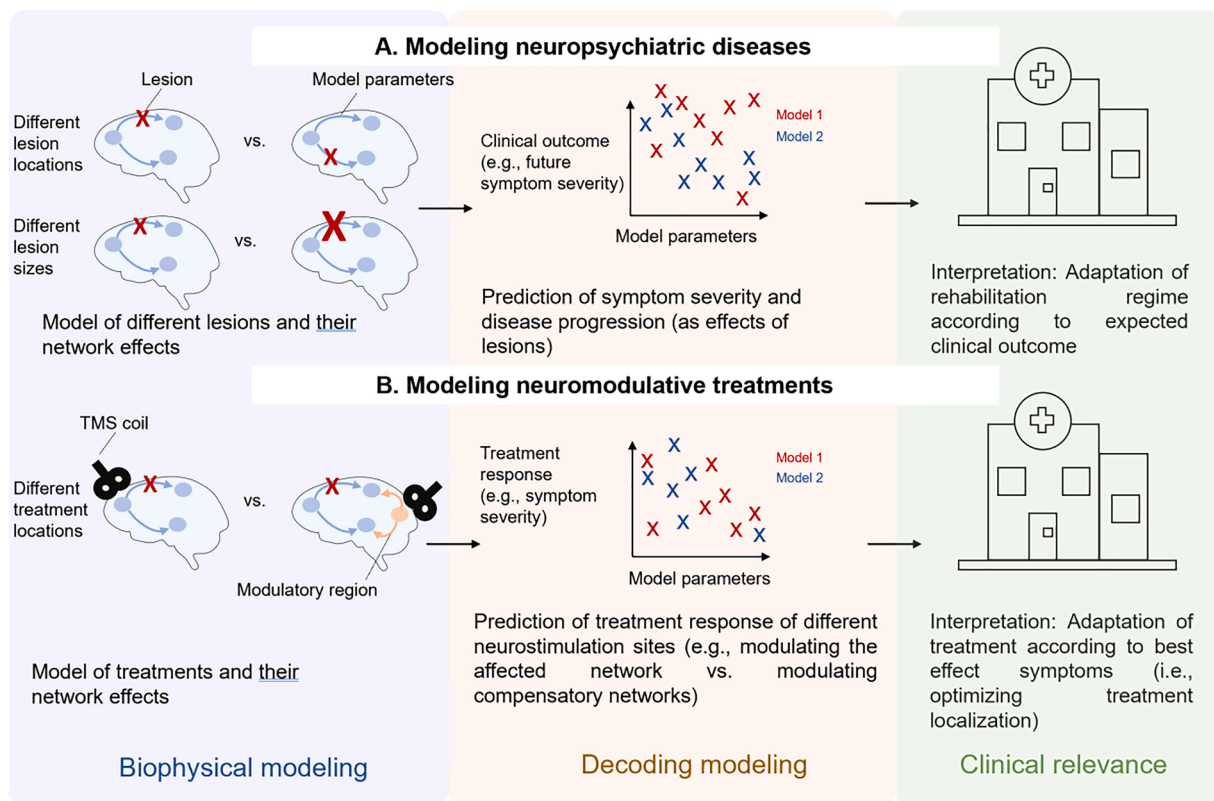 A. Modeling neuropsychiatric diseases
Lesion
Model parameters
Different
lesion
locations
vs.
Different
lesion
sizes
vs.
Model of different lesions and their
network effects
Clinical outcome
(e.g., future
symptom severity)
X X X X X X X X X
X X X X X X X X
Model 1
Model 2
Model parameters
Prediction of symptom severity and
disease progression (as effects of
lesions)
Interpretation: Adaptation of
rehabilitation regime
according to expected
clinical outcome
B. Modeling neuromodulative treatments
TMS coil
Different
treatment
locations
vs.
Modulatory region
Model of treatments and their
network effects
Treatment
response
(e.g., symptom
severity)
Model 1
Model 2
Model parameters
Prediction of treatment response of different
neurostimulation sites (e.g., modulating the
affected network vs. modulating
compensatory networks)
Interpretation: Adaptation of
treatment according to best
effect symptoms (i.e.,
optimizing treatment
localization)
Biophysical modeling
Decoding modeling
Clinical relevance